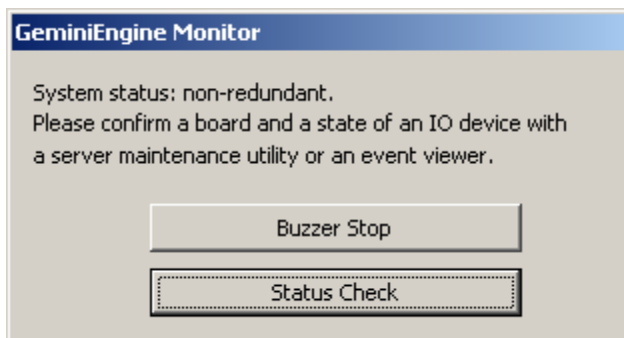 GeminiEngine Monitor
System status: non-redundant.
Please confirm a board and a state of an IO device with
a server maintenance utility or an event viewer.
Buzzer Stop
Status Check